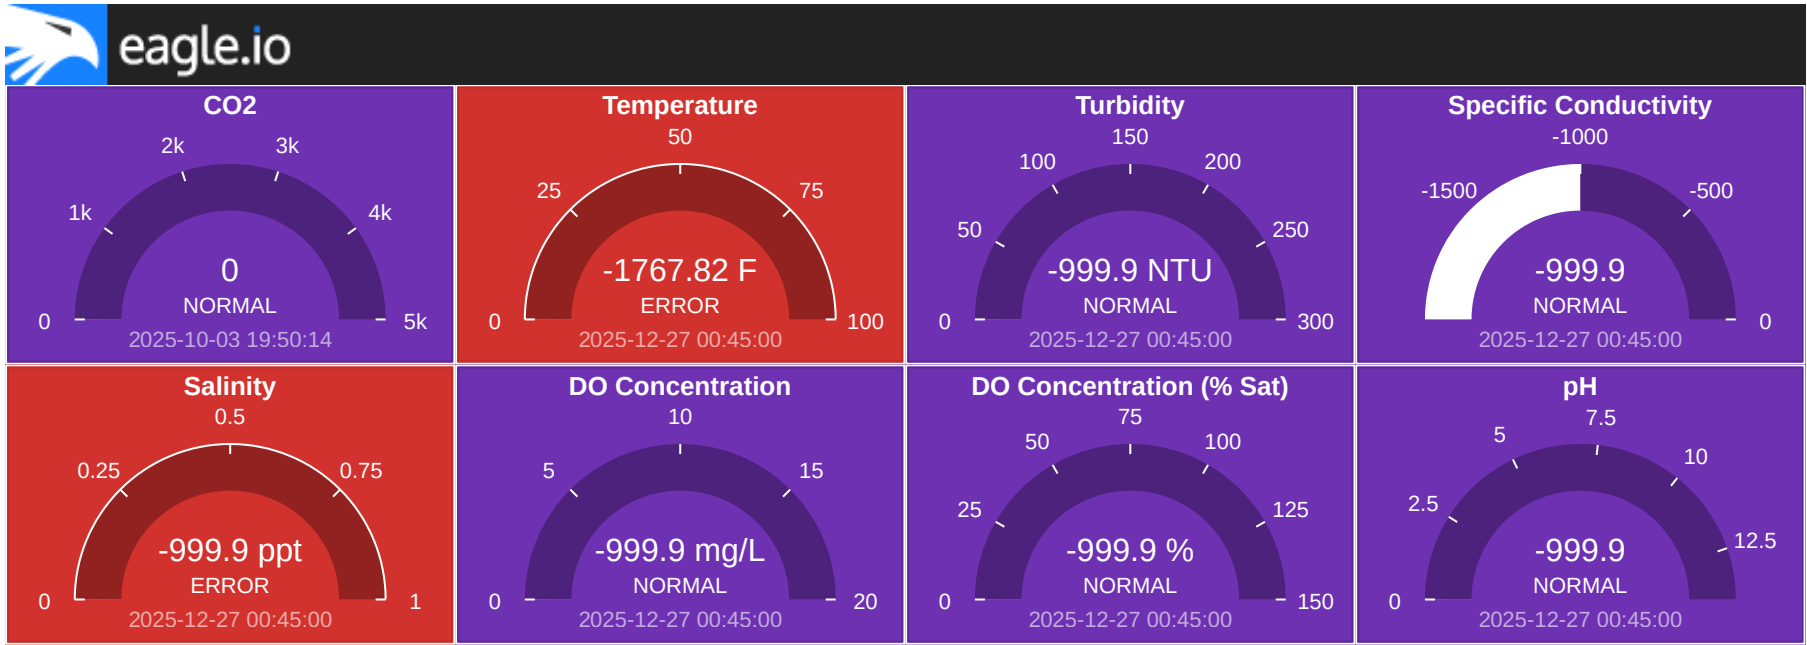 eagle.io
CO2
2k
3k
1k
4k
0
NORMAL
0
5k
2025-10-03 19:50:14
Temperature
50
25
75
-1767.82 F
ERROR
0
100
2025-12-27 00:45:00
Turbidity
150
100
200
50
250
-999.9 NTU
NORMAL
0
300
2025-12-27 00:45:00
Specific Conductivity
-1000
-1500
-500
-999.9
NORMAL
0
2025-12-27 00:45:00
Salinity
0.5
0.25
0.75
-999.9 ppt
ERROR
0
1
2025-12-27 00:45:00
DO Concentration
10
5
15
-999.9 mg/L
NORMAL
0
20
2025-12-27 00:45:00
DO Concentration (% Sat)
75
50
100
25
125
-999.9 %
NORMAL
0
150
2025-12-27 00:45:00
pH
7.5
5
10
2.5
12.5
-999.9
NORMAL
0
2025-12-27 00:45:00